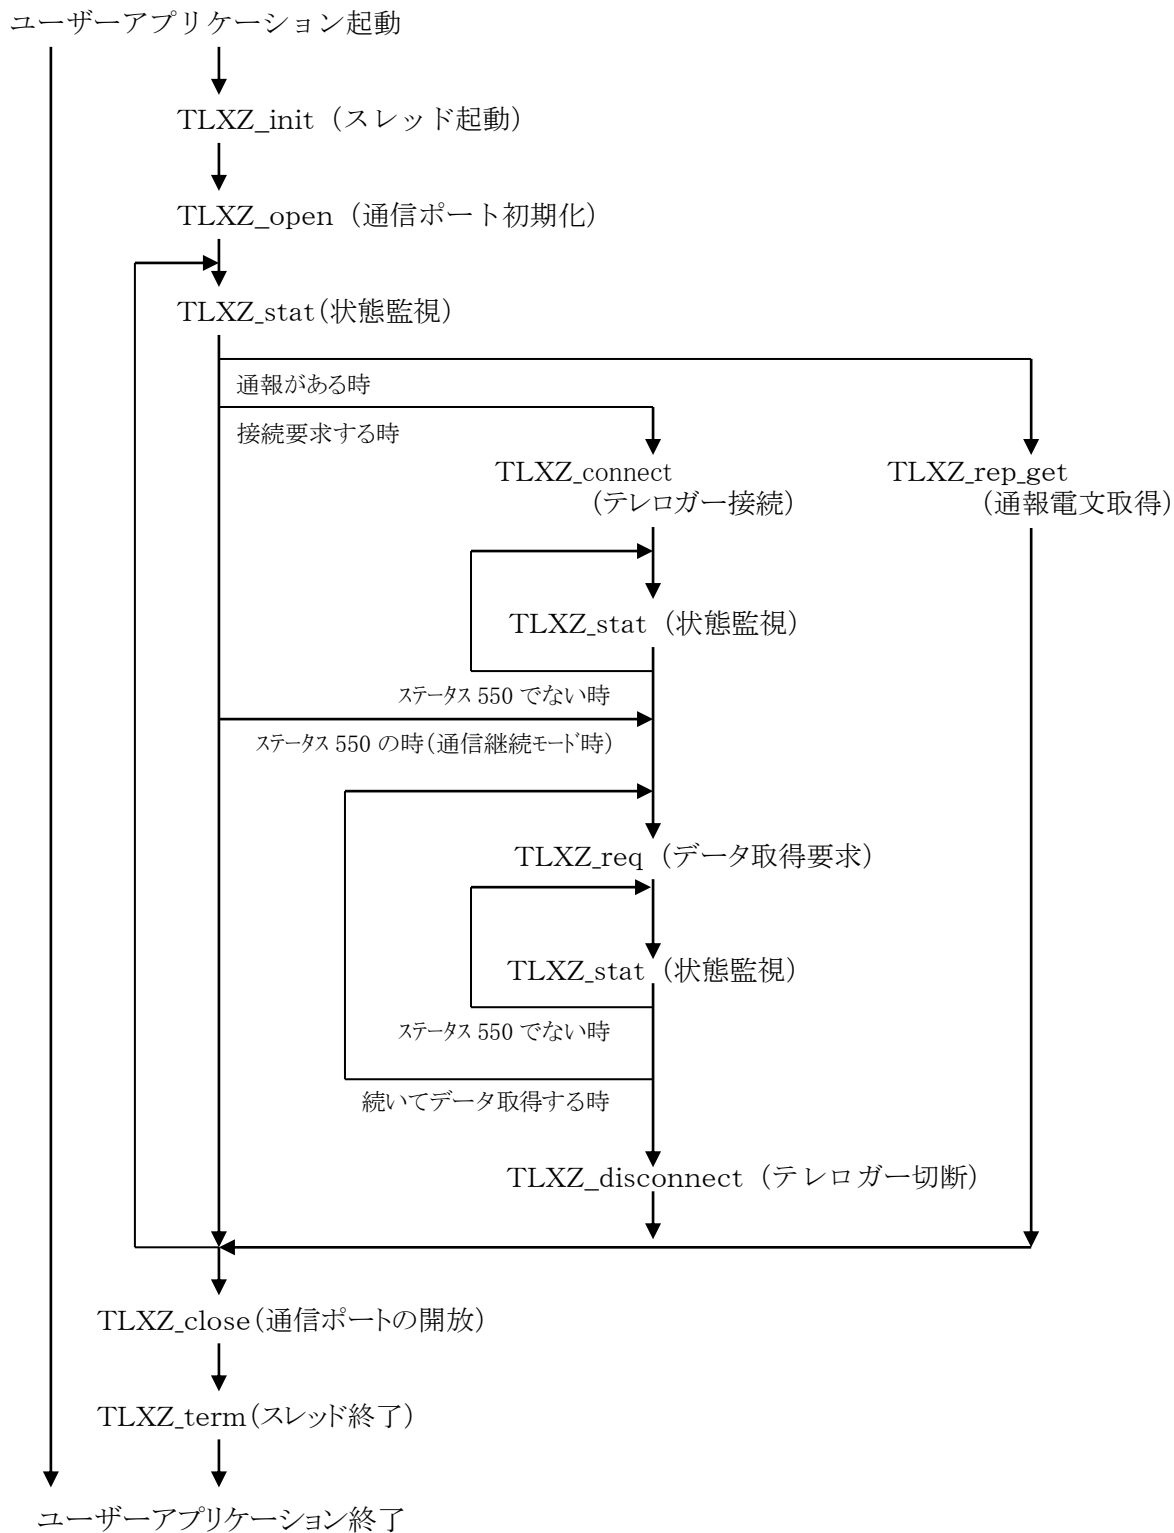 ユーザーアプリケーション起動
TLXZ_init（スレッド起動）
TLXZ_open（通信ポート初期化）
TLXZ_stat（状態監視）
通報がある時
接続要求する時
TLXZ_connect
（テレロガー接続）
TLXZ_rep_get
（通報電文取得）
TLXZ_stat（状態監視）
ステータス 550 でない時
ステータス 550 の時（通信継続モード時）
TLXZ_req（データ取得要求）
TLXZ_stat（状態監視）
ステータス 550 でない時
続いてデータ取得する時
TLXZ_disconnect（テレロガー切断）
TLXZ_close（通信ポートの開放）
TLXZ_term（スレッド終了）
ユーザーアプリケーション終了